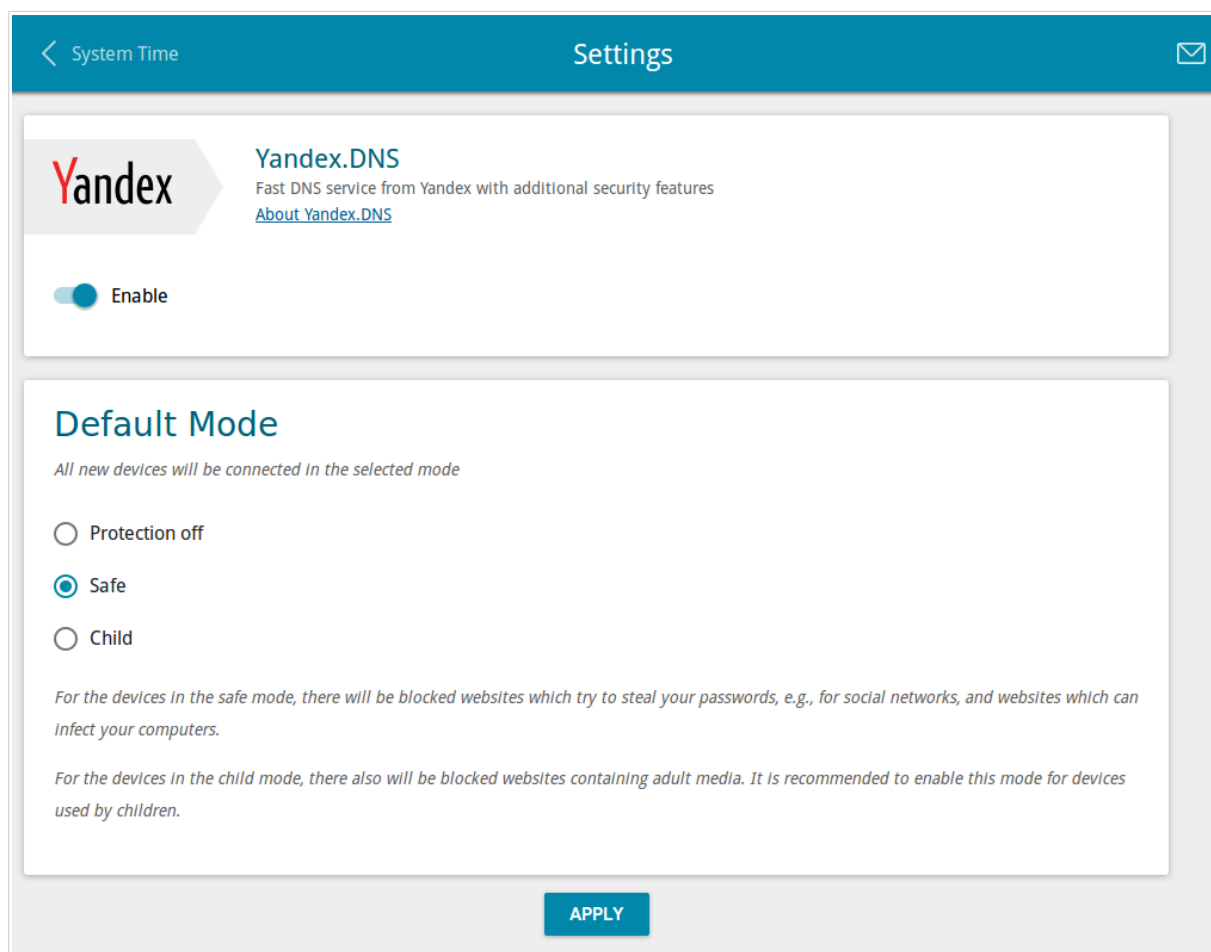 System Time
Settings
Yandex
Yandex.DNS
Fast DNS service from Yandex with additional security features
About Yandex.DNS
Enable
Default Mode
All new devices will be connected in the selected mode
Protection off
Safe
Child
For the devices in the safe mode, there will be blocked websites which try to steal your passwords, e.g., for social networks, and websites which can
infect your computers.
For the devices in the child mode, there also will be blocked websites containing adult media. It is recommended to enable this mode for devices
used by children.
APPLY